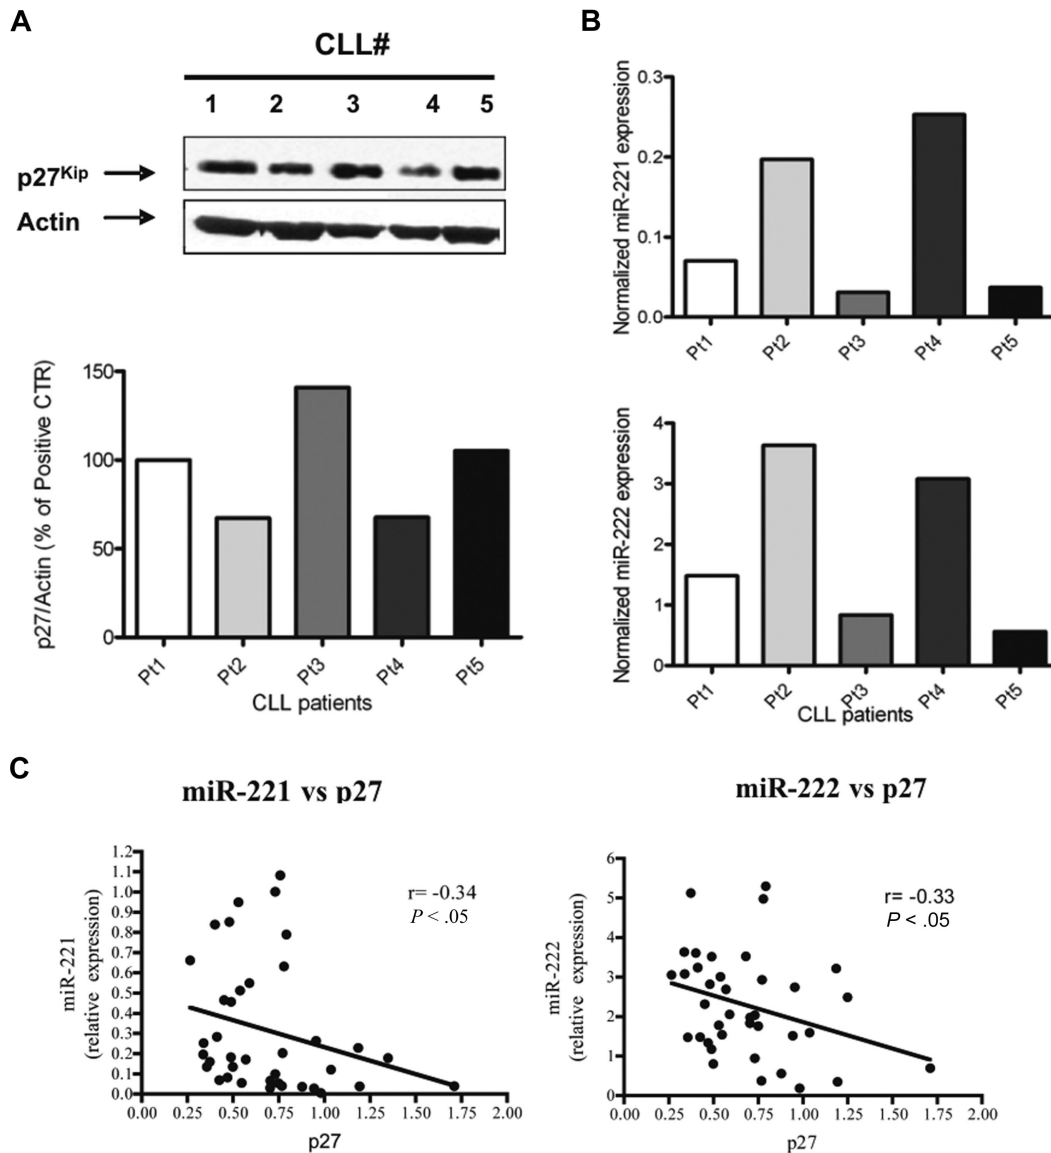 A
CLL#
1 2 3 4 5
p27Kip
Actin
150
100
50
0
p27/Actin (% of Positive CTR)
Pt1 Pt2 Pt3 Pt4 Pt5
CLL patients
B
0.3
0.2
0.1
0.0
Normalized miR-221 expression
Pt1 Pt2 Pt3 Pt4 Pt5
4
3
2
1
0
Normalized miR-222 expression
Pt1 Pt2 Pt3 Pt4 Pt5
CLL patients
C
miR-221 vs p27
1.2
1.1
1.0
0.9
0.8
0.7
0.6
0.5
0.4
0.3
0.2
0.1
0.0
miR-221
(relative expression)
r= -0.34
P < .05
0.00 0.25 0.50 0.75 1.00 1.25 1.50 1.75 2.00
p27
miR-222 vs p27
6
5
4
3
2
1
0
miR-222
(relative expression)
r= -0.33
P < .05
0.00 0.25 0.50 0.75 1.00 1.25 1.50 1.75 2.00
p27